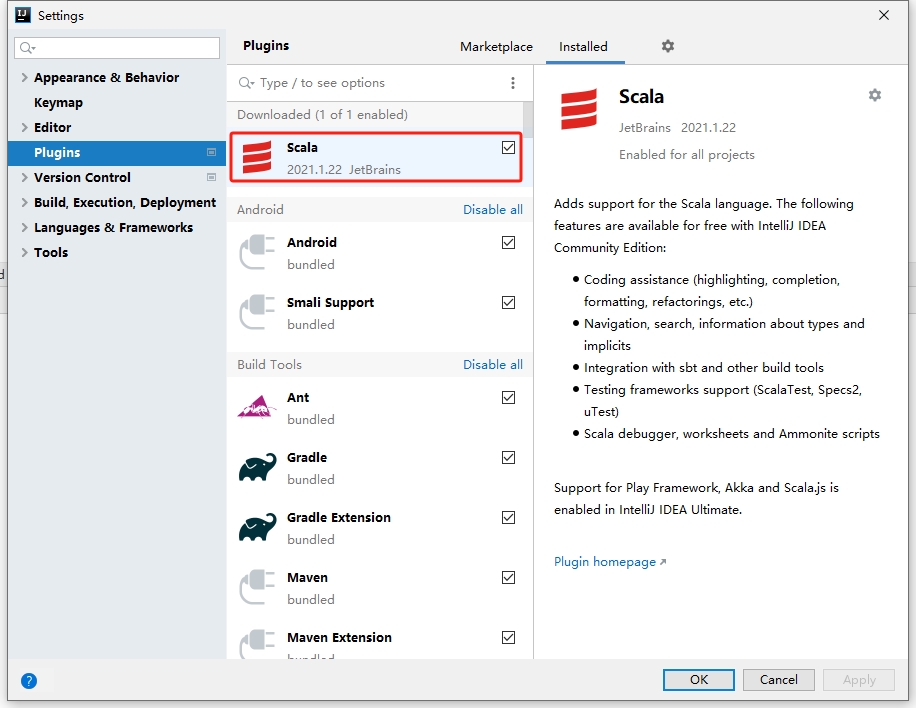 Settings
Appearance & Behavior
Keymap
Editor
Plugins
Version Control
Build, Execution, Deployment
Languages & Frameworks
Tools
Plugins
Marketplace
Installed
Type / to see options
Downloaded (1 of 1 enabled)
Scala
2021.1.22 JetBrains
Android
Disable all
Android
bundled
Smali Support
bundled
Build Tools
Disable all
Ant
bundled
Gradle
bundled
Gradle Extension
bundled
Maven
bundled
Maven Extension
bundled
Scala
JetBrains 2021.1.22
Enabled for all projects
Adds support for the Scala language. The following
features are available for free with IntelliJ IDEA
Community Edition:
Coding assistance (highlighting, completion,
formatting, refactorings, etc.)
Navigation, search, information about types and
implicits
Integration with sbt and other build tools
Testing frameworks support (ScalaTest, Specs2,
uTest)
Scala debugger, worksheets and Ammonite scripts
Support for Play Framework, Akka and Scala.js is
enabled in IntelliJ IDEA Ultimate.
Plugin homepage
?
OK
Cancel
Apply